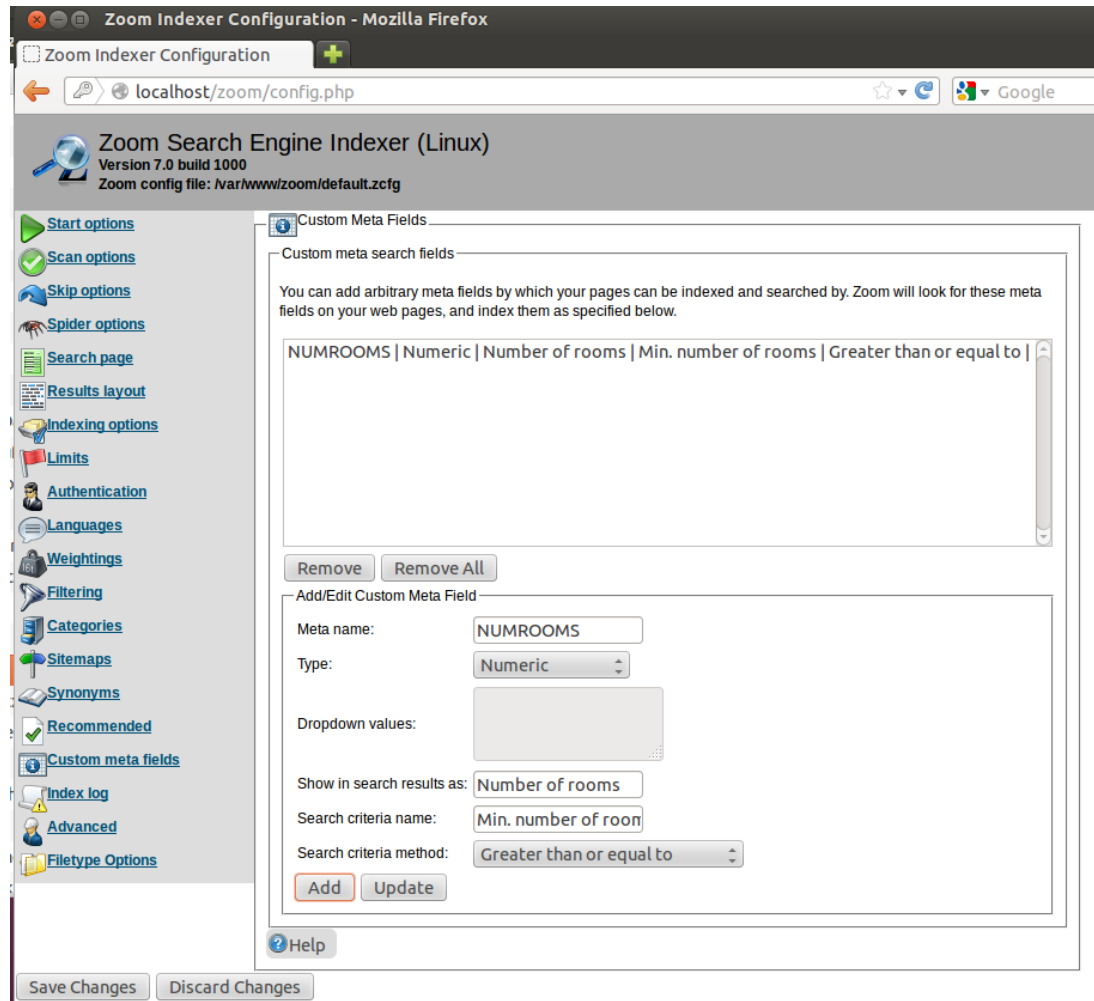 Zoom Indexer Configuration - Mozilla Firefox
Zoom Indexer Configuration
localhost/zoom/config.php
Google
Zoom Search Engine Indexer (Linux)
Version 7.0 build 1000
Zoom config file: /var/www/zoom/default.zcfg
Start options
Scan options
Skip options
Spider options
Search page
Results layout
Indexing options
Limits
Authentication
Languages
Weightings
Filtering
Categories
Sitemaps
Synonyms
Recommended
Custom meta fields
Index log
Advanced
Filetype Options
Custom Meta Fields
Custom meta search fields
You can add arbitrary meta fields by which your pages can be indexed and searched by. Zoom will look for these meta
fields on your web pages, and index them as specified below.
NUMROOMS | Numeric | Number of rooms | Min. number of rooms | Greater than or equal to |
Remove Remove All
Add/Edit Custom Meta Field
Meta name: NUMROOMS
Type: Numeric
Dropdown values:
Show in search results as: Number of rooms
Search criteria name: Min. number of room
Search criteria method: Greater than or equal to
Add Update
Help
Save Changes Discard Changes